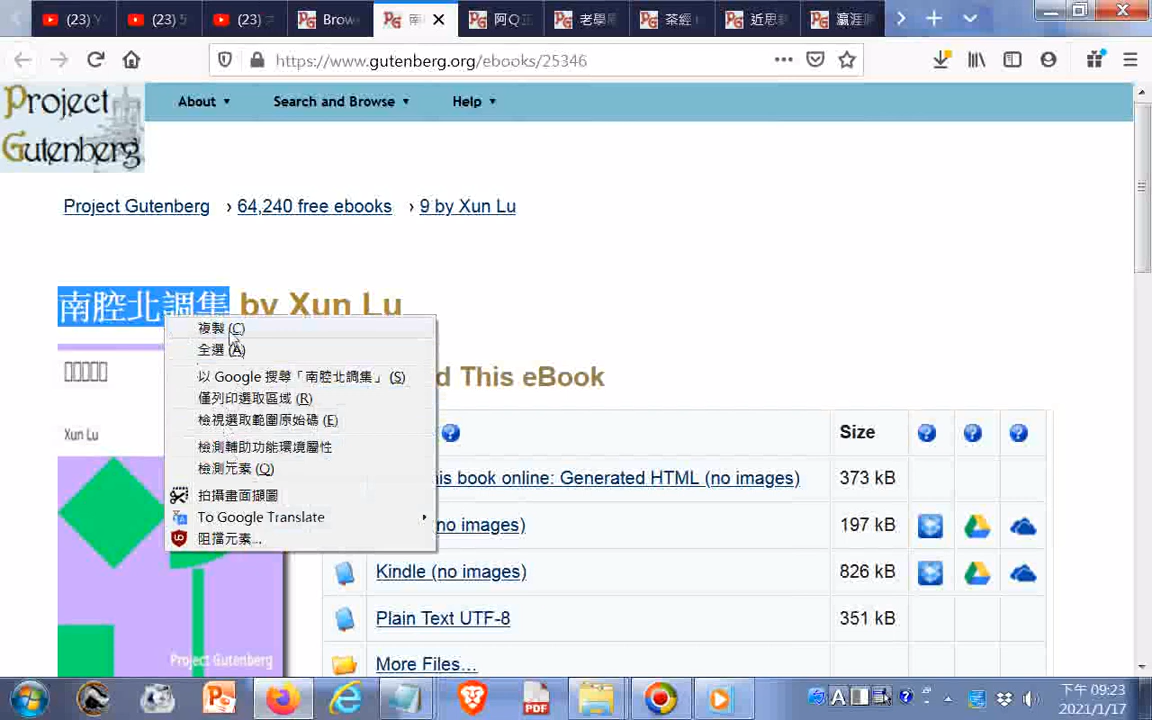 (23)
(23) 5
(23)
Brow
南
阿Q
老學
茶經
近思
瀛涯
https://www.gutenberg.org/ebooks/25346
Project
Gutenberg
About
Search and Browse
Help
Project Gutenberg › 64,240 free ebooks › 9 by Xun Lu
南腔北調集 by Xun Lu
複製 (C)
全選 (A)
以 Google 搜尋「南腔北調集」 (S)
僅列印選取區域 (R)
檢視選取範圍原始碼 (E)
檢測輔助功能環境屬性
檢測元素 (Q)
拍攝畫面擷圖
To Google Translate
阻擋元素...
Xun Lu
Project Gutenberg
d This eBook
Size
is book online: Generated HTML (no images) 373 kB
no images) 197 kB
Kindle (no images) 826 kB
Plain Text UTF-8 351 kB
More Files…
PDF
A
下午 09:23
2021/1/17